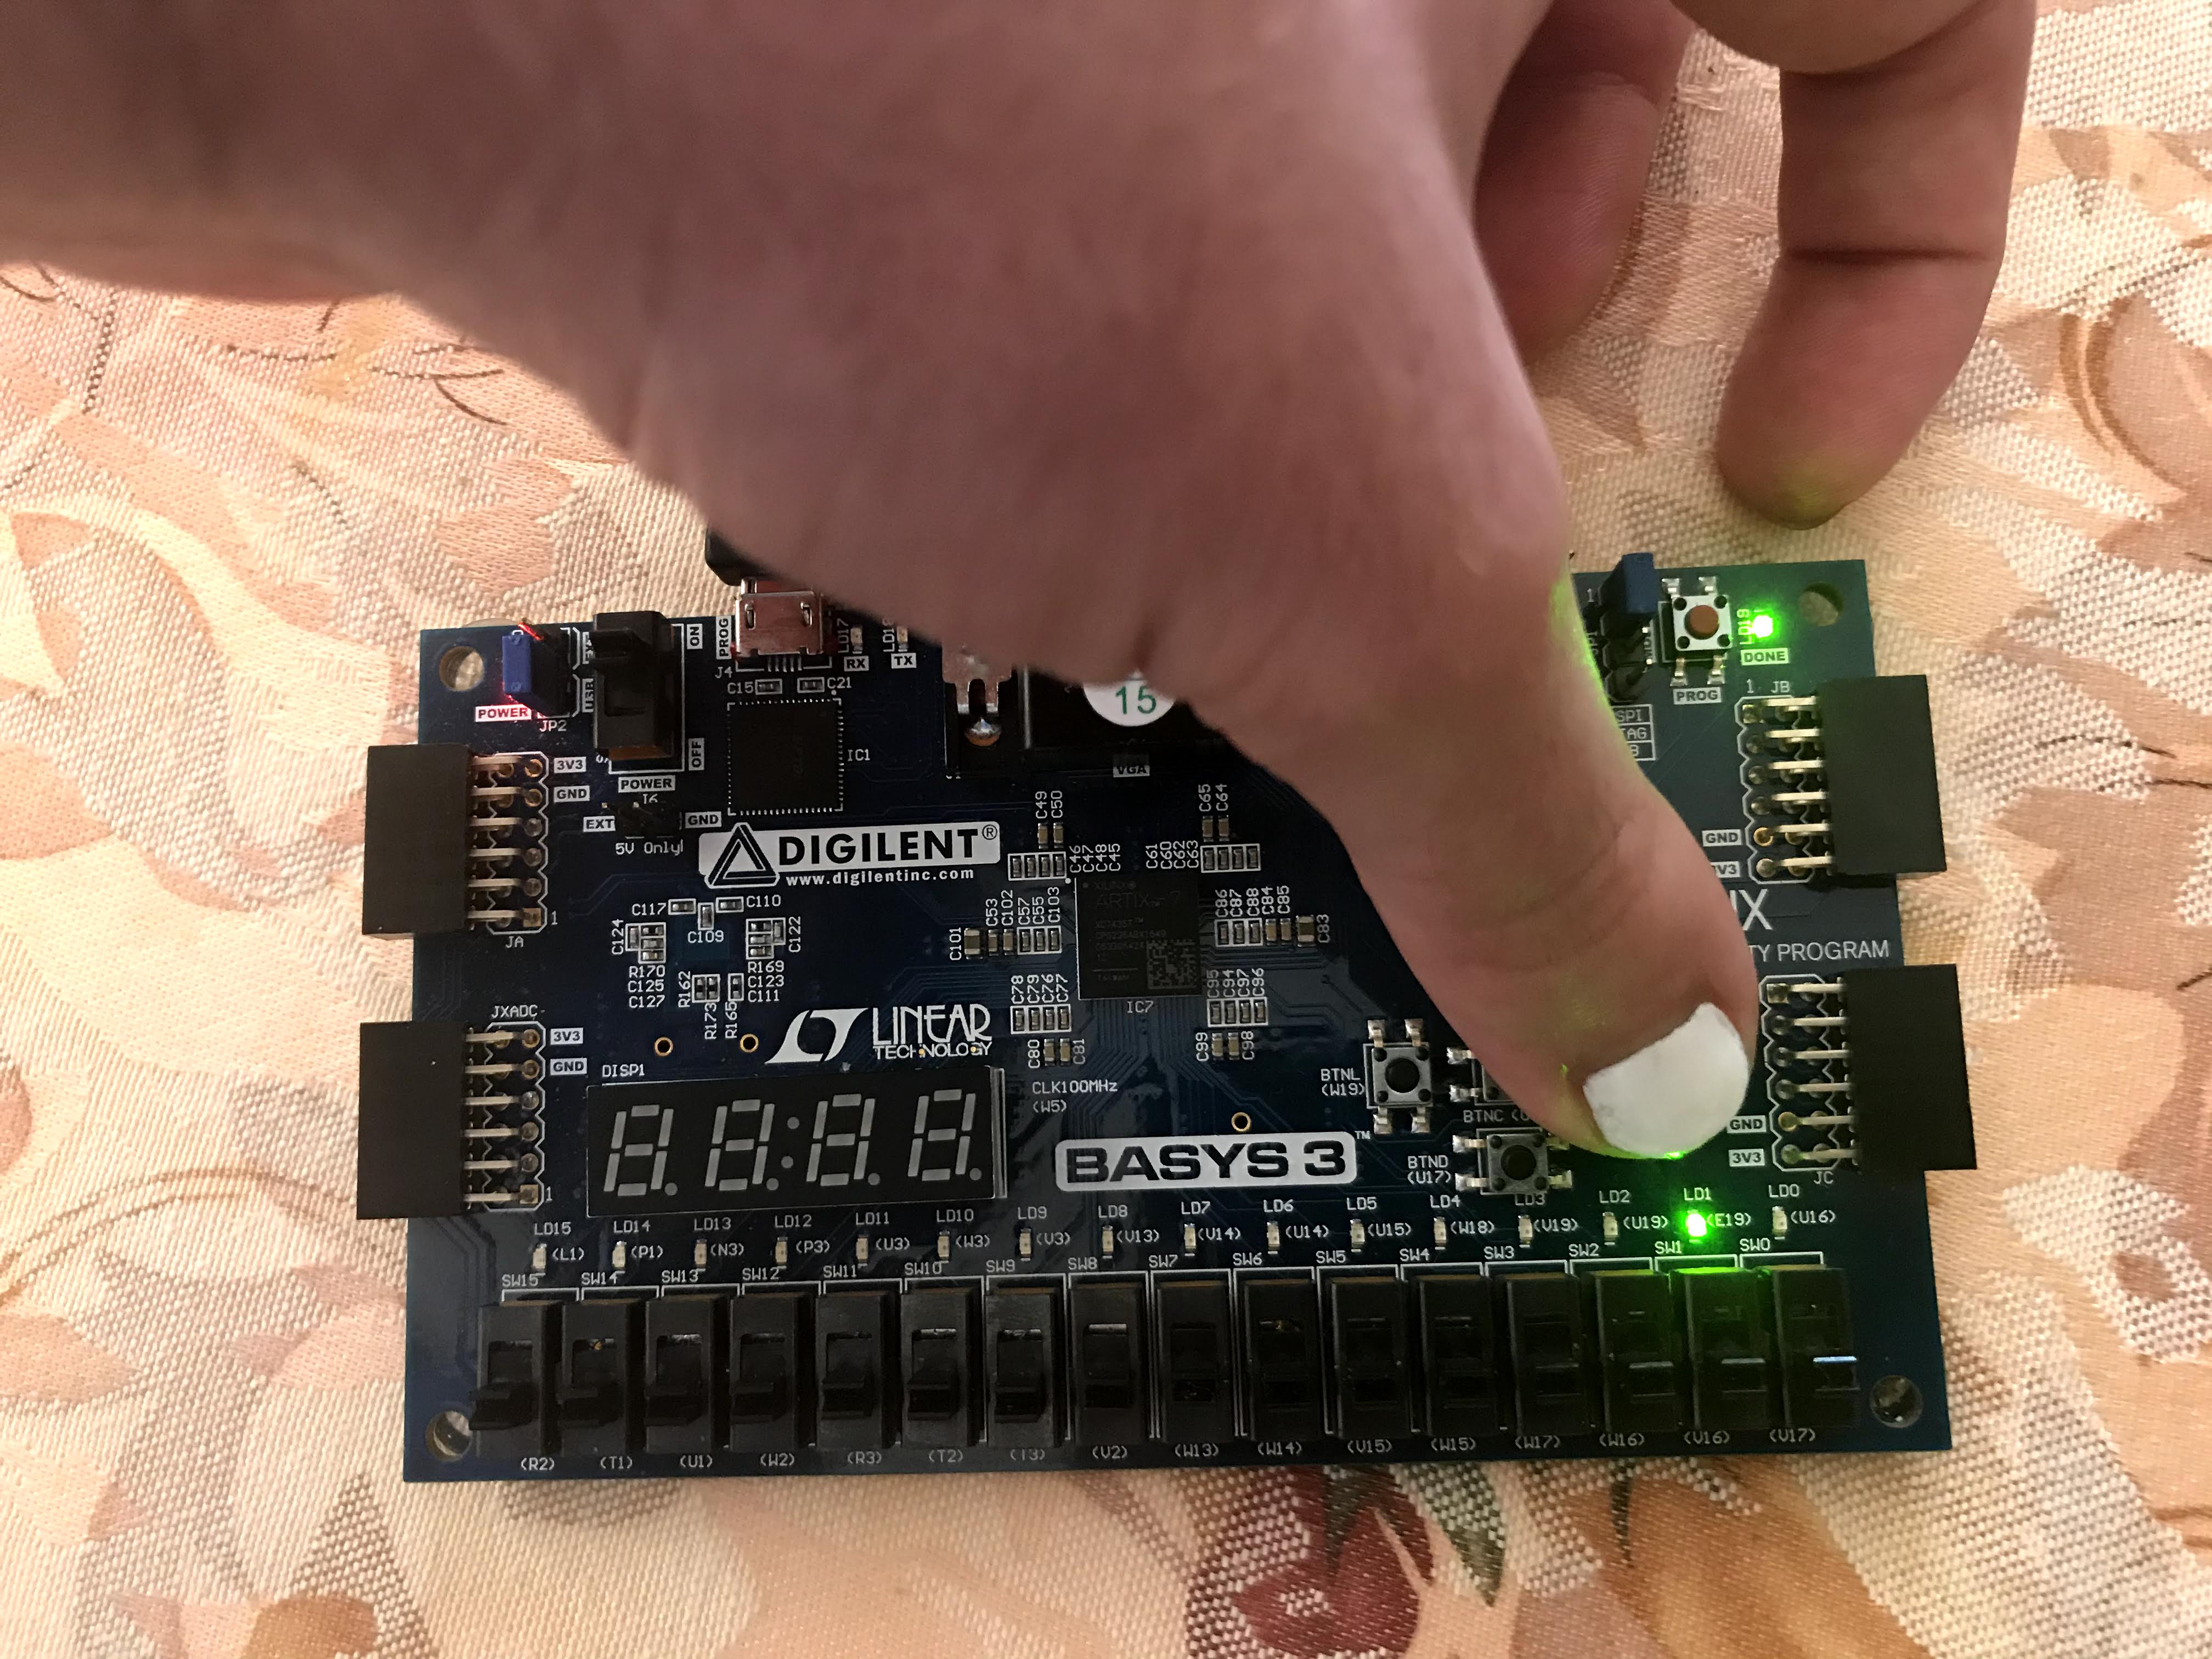 ON
PROG
LD17
RX
TX
J4
C15
C21
POWER
JP2
OFF
POWER
IC1
15
VGA
DONE
PROG
1
JB
1
3V3
GND
EXT
GND
5V Only
GND
DIGILENT®
www.digilentinc.com
C49
C50
C65
C64
C46
C47
C48
C45
C61
C60
C62
C63
1
JA
C117
C110
C109
C124
C122
R170
C125
C127
R169
C123
C111
R162
R173
R165
C101
C53
C102
C57
C55
C103
ARTIX-7
C86
C87
C88
C84
C85
C83
TY PROGRAM
C78
C79
C76
C77
C95
C94
C97
C96
IC7
LINEAR
TECHNOLOGY
C80
C81
C99
C98
JXADC
3V3
GND
1
DISP1
CLK100MHz
(W5)
BTNL
(W19)
BTNC
BASYS 3™
BTND
(U17)
GND
3V3
JC
LD15 LD14 LD13 LD12 LD11 LD10 LD9 LD8 LD7 LD6 LD5 LD4 LD3 LD2 LD1 LD0
(L1) (P1) (N3) (P3) (U3) (W3) (V3) (V13) (V14) (U14) (U15) (W18) (V19) (U19) (E19) (U16)
SW15 SW14 SW13 SW12 SW11 SW10 SW9 SW8 SW7 SW6 SW5 SW4 SW3 SW2 SW1 SW0
(R2) (T1) (U1) (W2) (R3) (T2) (T3) (V2) (W13) (W14) (V15) (W15) (W17) (W16) (V16) (V17)